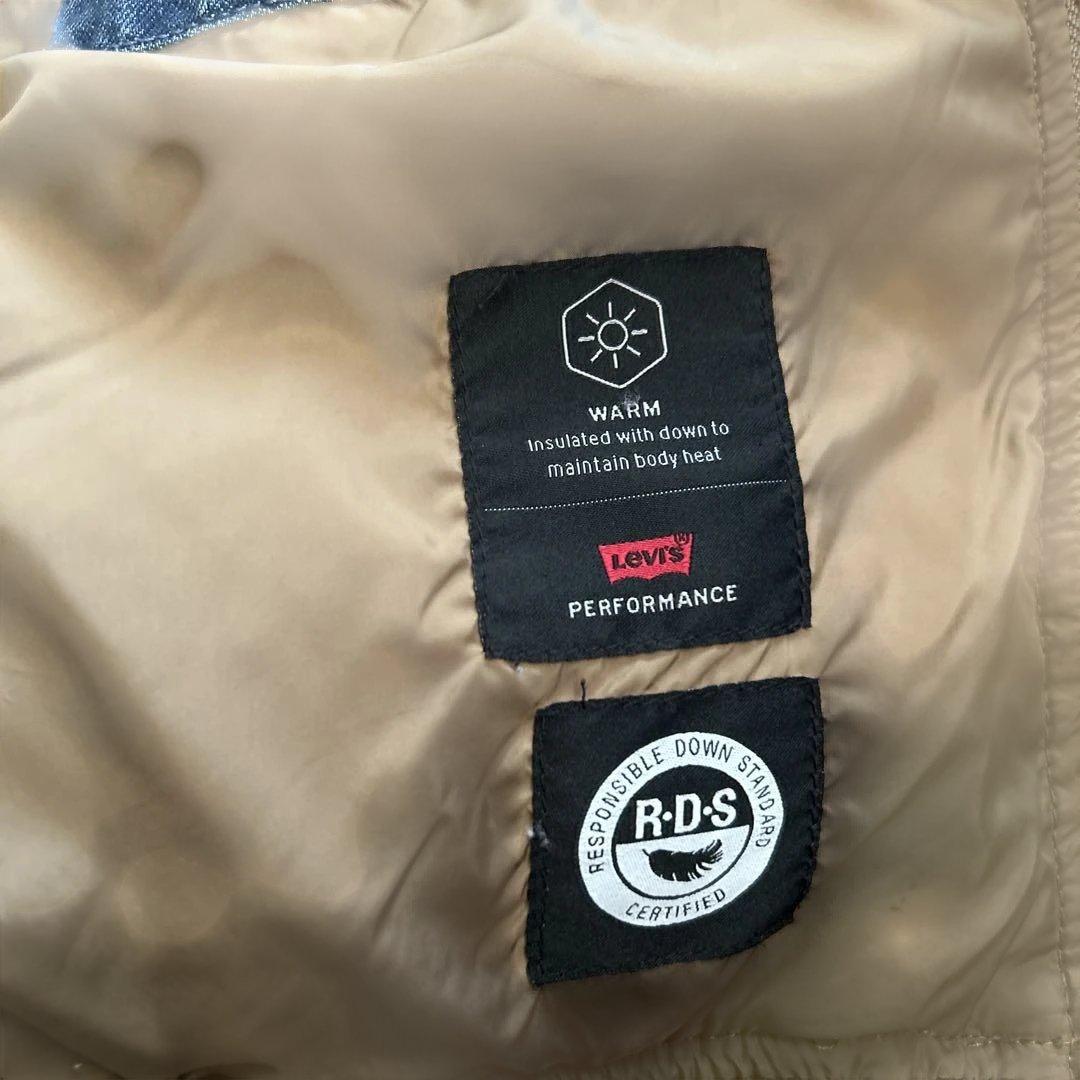 WARM
Insulated with down to
maintain body heat
Levi's
PERFORMANCE
RESPONSIBLE DOWN STANDARD
R·D·S
CERTIFIED